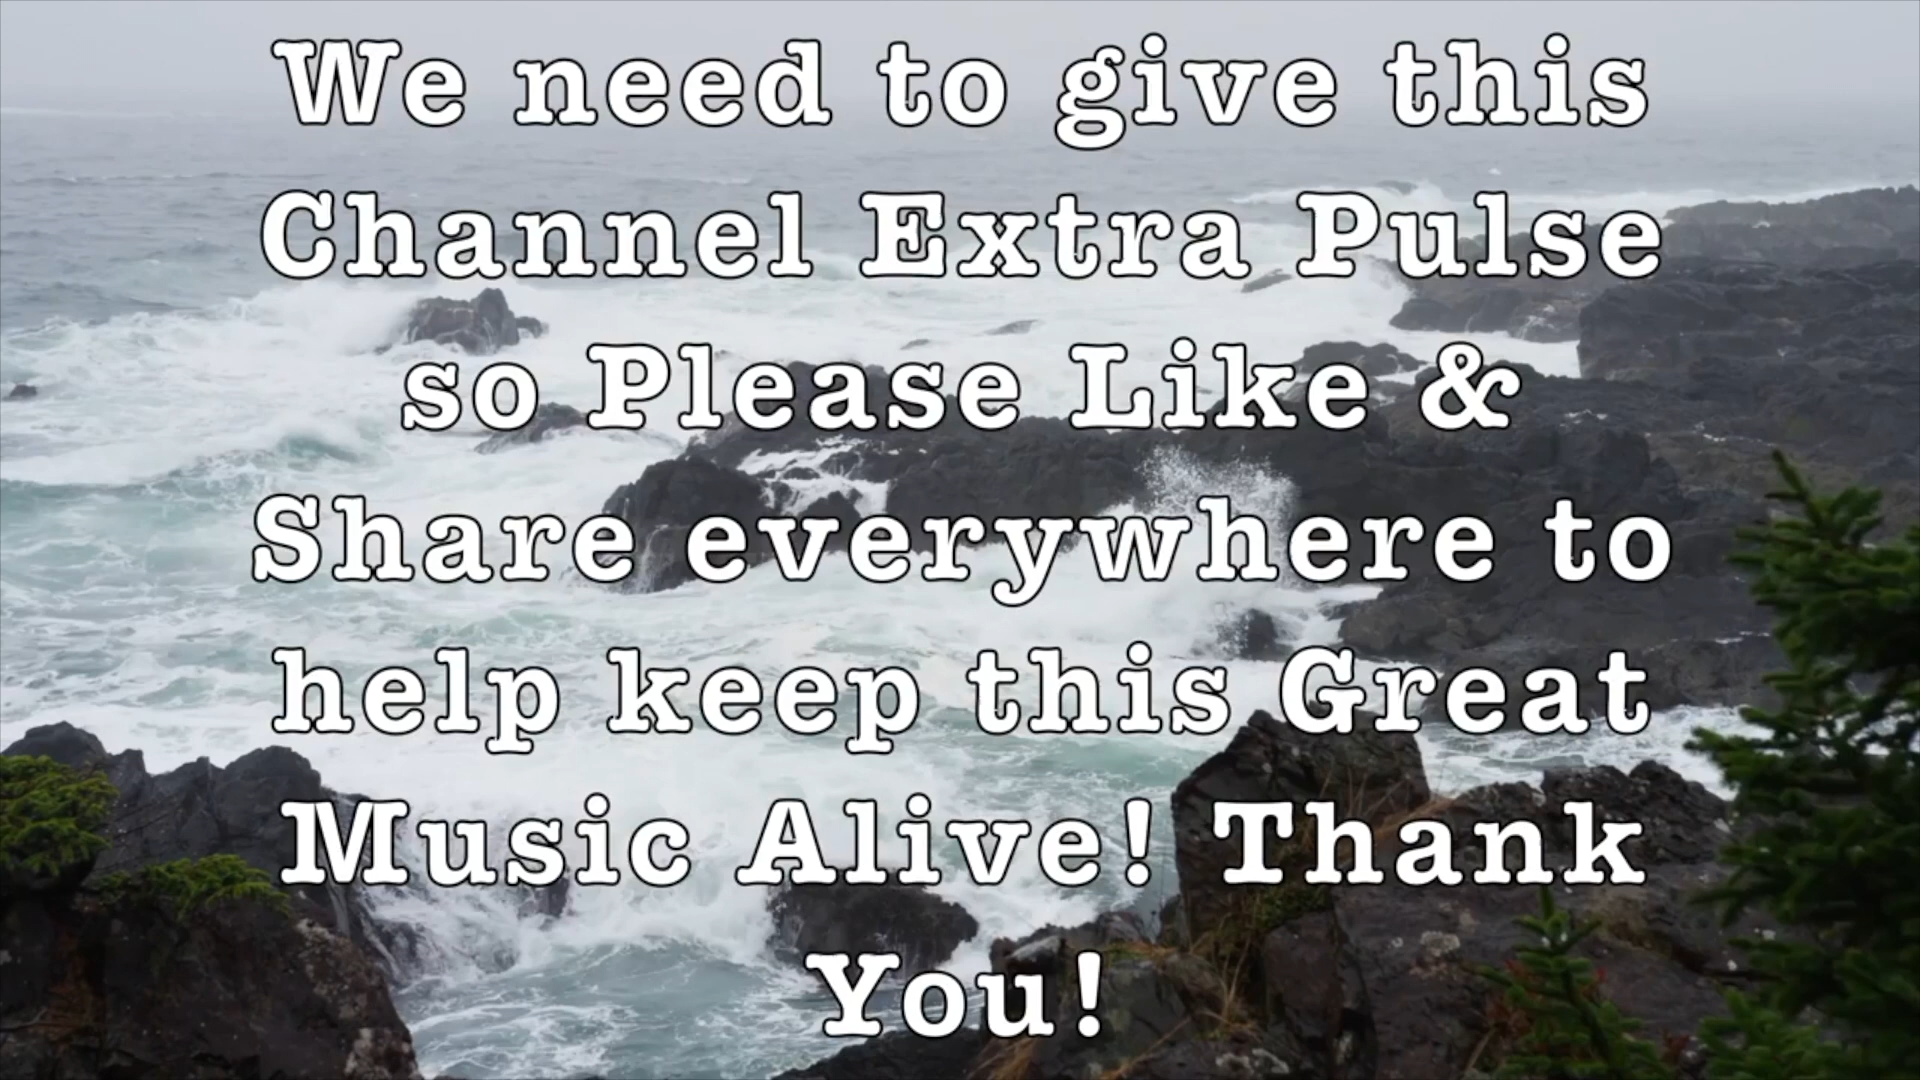 We need to give this
Channel Extra Pulse
so Please Like &
Share everywhere to
help keep this Great
Music Alive! Thank
You!